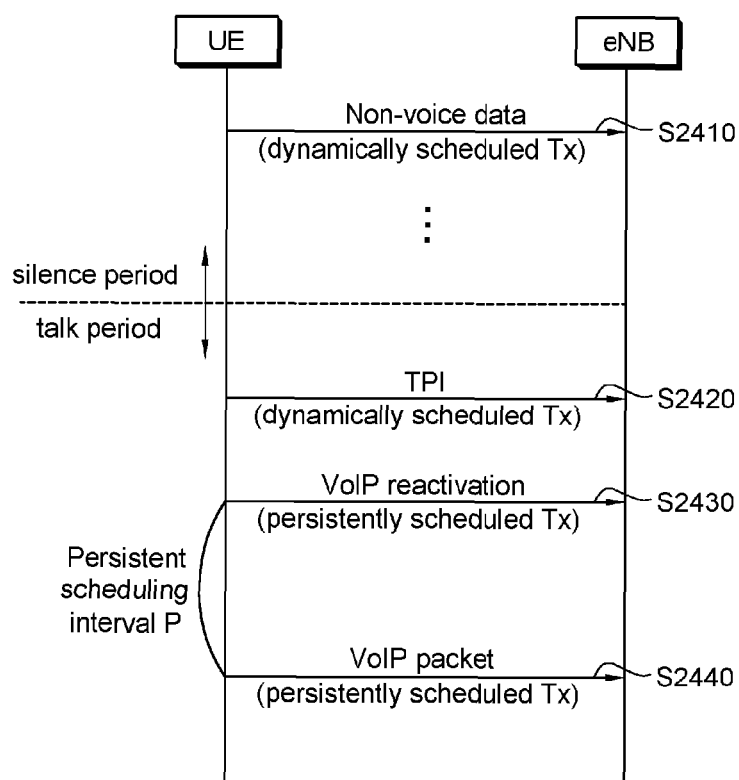 UE
eNB
Non-voice data
(dynamically scheduled Tx)
S2410
silence period
talk period
TPI
(dynamically scheduled Tx)
S2420
VoIP reactivation
(persistently scheduled Tx)
S2430
Persistent
scheduling
interval P
VoIP packet
(persistently scheduled Tx)
S2440